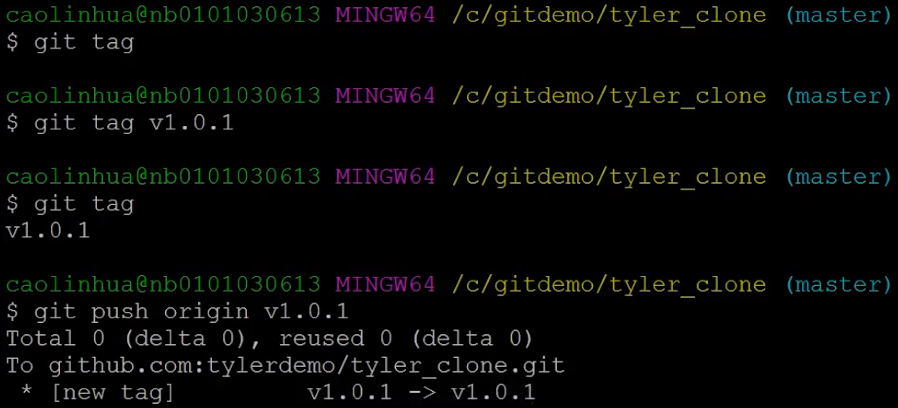 caolinhua@nb0101030613 MINGW64 /c/gitdemo/tyler_clone (master)
$ git tag
caolinhua@nb0101030613 MINGW64 /c/gitdemo/tyler_clone (master)
$ git tag v1.0.1
caolinhua@nb0101030613 MINGW64 /c/gitdemo/tyler_clone (master)
$ git tag
v1.0.1
caolinhua@nb0101030613 MINGW64 /c/gitdemo/tyler_clone (master)
$ git push origin v1.0.1
Total 0 (delta 0), reused 0 (delta 0)
To github.com:tylerdemo/tyler_clone.git
 * [new tag]         v1.0.1 -> v1.0.1